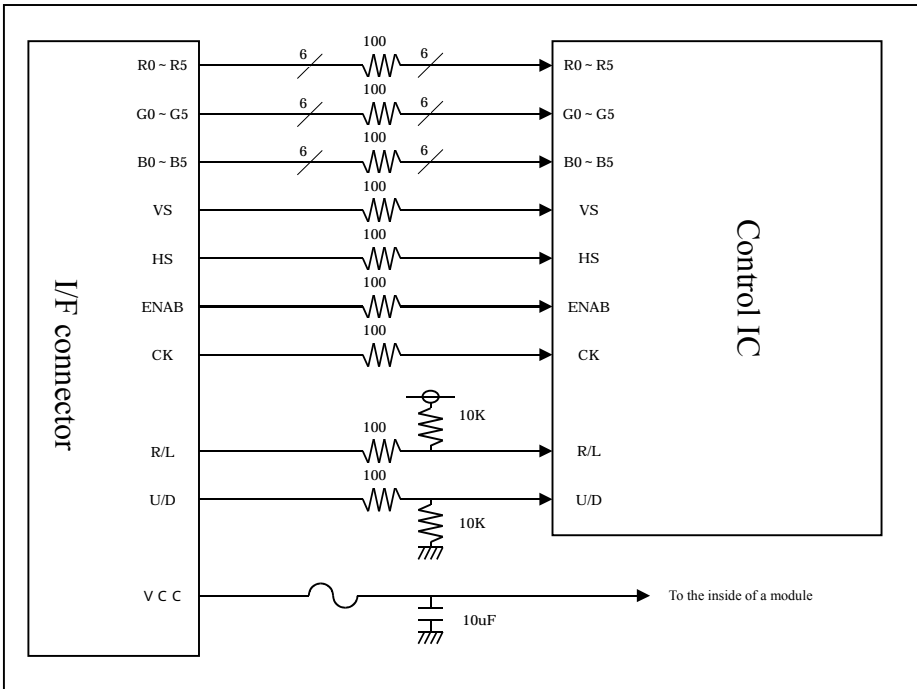 100
R0 ~ R5 6 6 R0 ~ R5
100
G0 ~ G5 6 6 G0 ~ G5
100
B0 ~ B5 6 6 B0 ~ B5
100
VS VS
100
HS HS
100
ENAB ENAB
100
CK CK
I/F connector
Control IC
10K
100
R/L R/L
100
U/D U/D
10K
VCC To the inside of a module
10uF